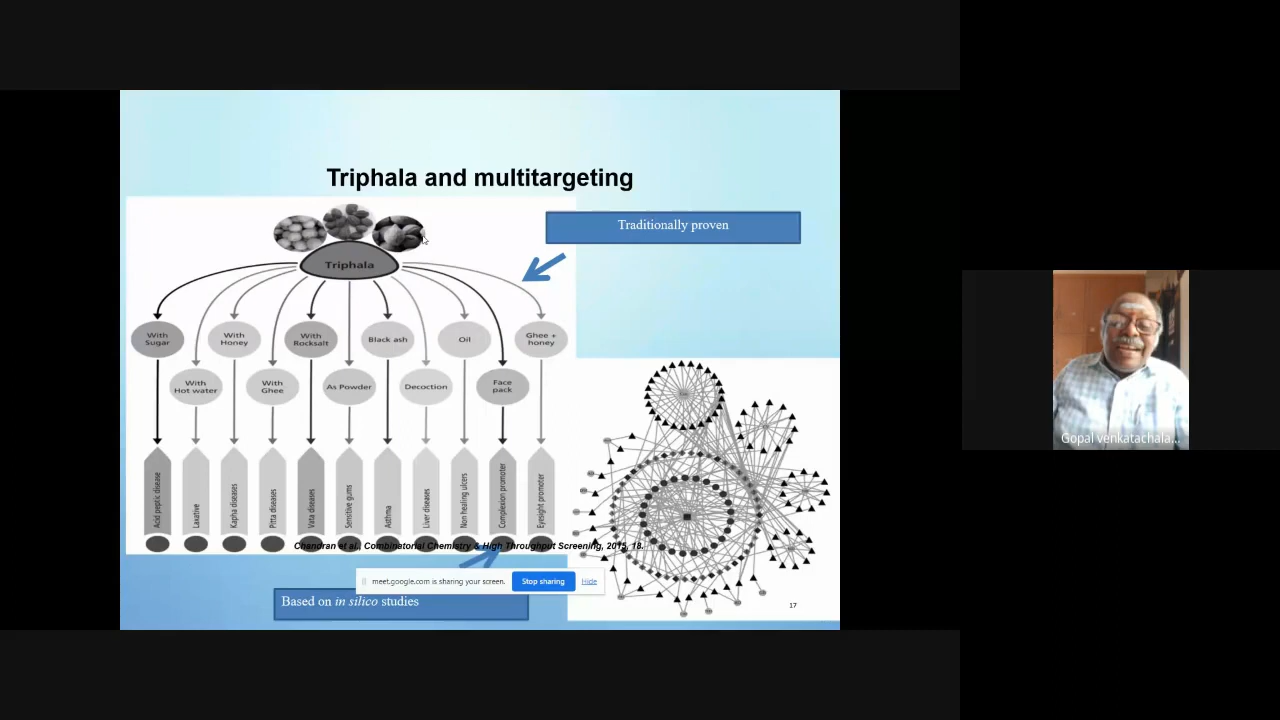 Triphala and multitargeting
Traditionally proven
Triphala
With
Sugar
With
Honey
With
Rocksalt
Black ash
Oil
Ghee +
honey
With
Hot water
With
Ghee
As Powder
Decoction
Face
pack
Acid peptic disease
Laxative
Kapha diseases
Pitta diseases
Vata diseases
Sensitive gums
Asthma
Liver diseases
Non healing ulcers
Complexion promoter
Eyesight promoter
Chandran et al., Combinatorial Chemistry & High Throughput Screening, 2015, 18.
meet.google.com is sharing your screen.
Stop sharing
Hide
Based on in silico studies
17
Gopal venkatachala...